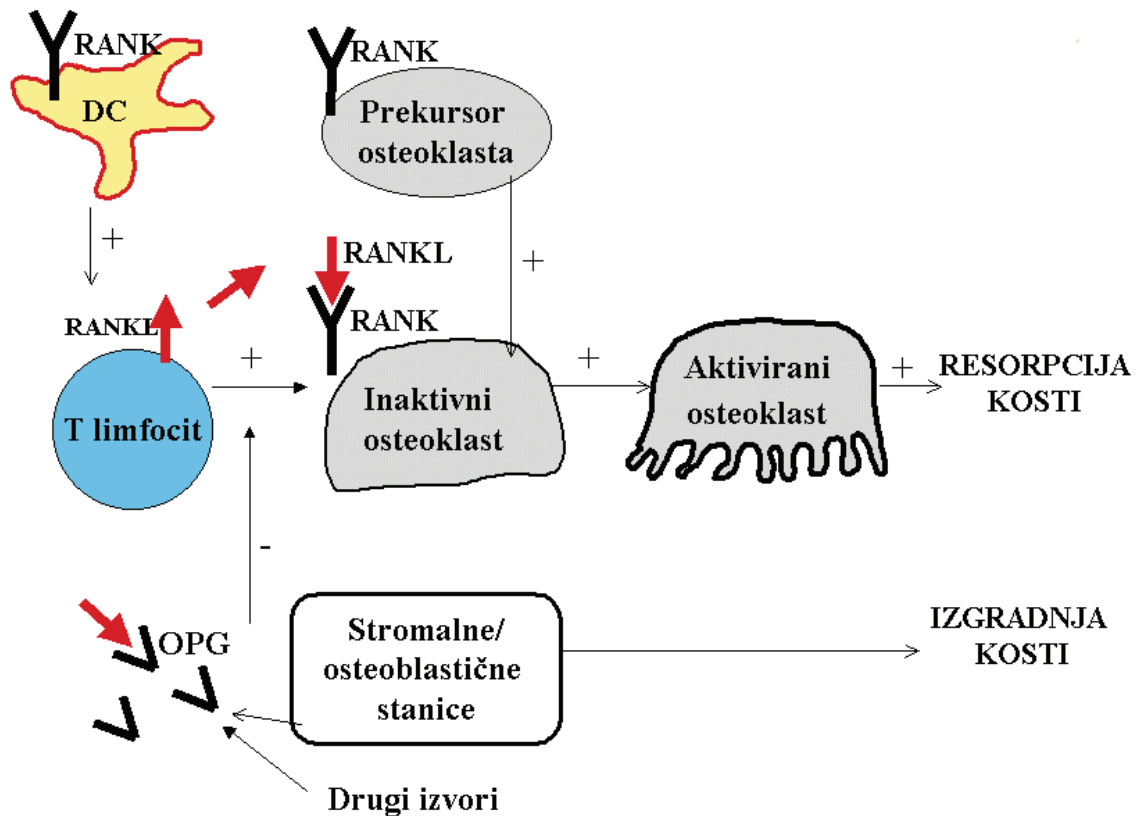 RANK
DC
+
RANKL
T limfocit
+
RANK
Prekursor
osteoklasta
+
RANKL
RANK
Inaktivni
osteoklast
+
Aktivirani
osteoklast
+
RESORPCIJA
KOSTI
-
OPG
Stromalne/
osteoblastične
stanice
Drugi izvori
IZGRADNJA
KOSTI